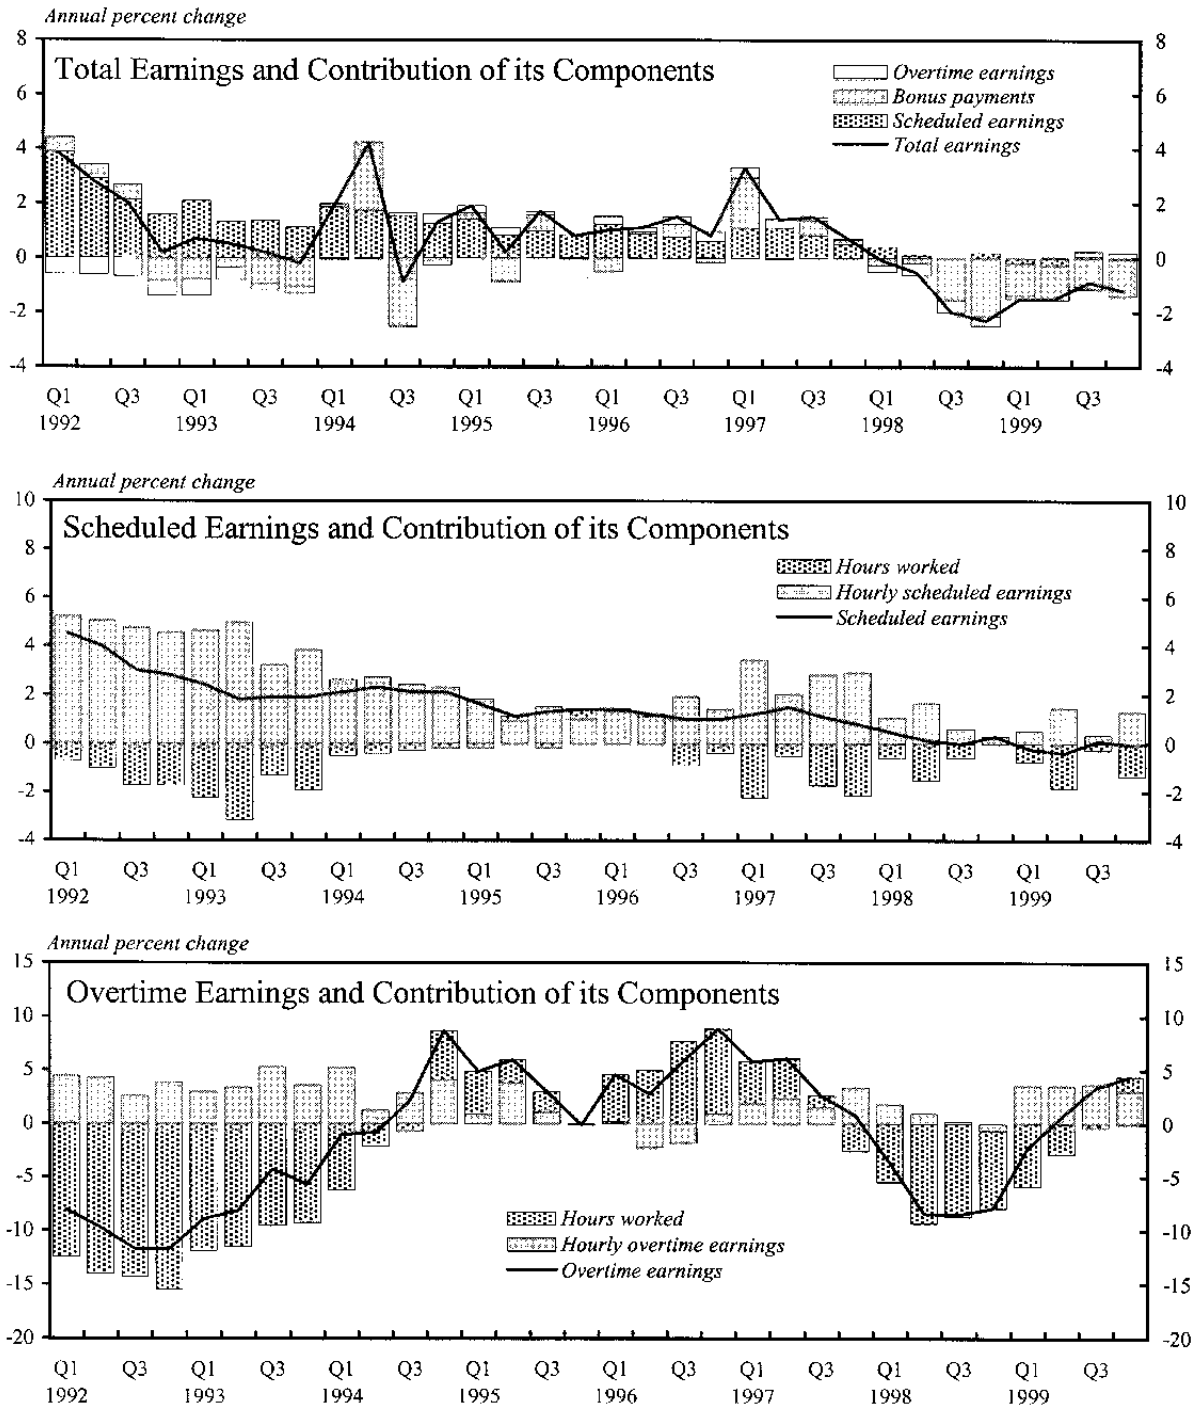 Annual percent change
8 8
Total Earnings and Contribution of its Components
Overtime earnings
6 6
Bonus payments
Scheduled earnings
4 4
Total earnings
2 2
0 0
-2 -2
-4 -4
Q1 Q3 Q1 Q3 Q1 Q3 Q1 Q3 Q1 Q3 Q1 Q3 Q1 Q3 Q1 Q3
1992 1993 1994 1995 1996 1997 1998 1999
Annual percent change
10 10
Scheduled Earnings and Contribution of its Components
8 8
Hours worked
Hourly scheduled earnings
6 6
Scheduled earnings
4 4
2 2
0 0
-2 -2
-4 -4
Q1 Q3 Q1 Q3 Q1 Q3 Q1 Q3 Q1 Q3 Q1 Q3 Q1 Q3 Q1 Q3
1992 1993 1994 1995 1996 1997 1998 1999
Annual percent change
15 15
Overtime Earnings and Contribution of its Components
10 10
5 5
0 0
-5 -5
-10 -10
Hours worked
Hourly overtime earnings
Overtime earnings
-15 -15
-20 -20
Q1 Q3 Q1 Q3 Q1 Q3 Q1 Q3 Q1 Q3 Q1 Q3 Q1 Q3 Q1 Q3
1992 1993 1994 1995 1996 1997 1998 1999